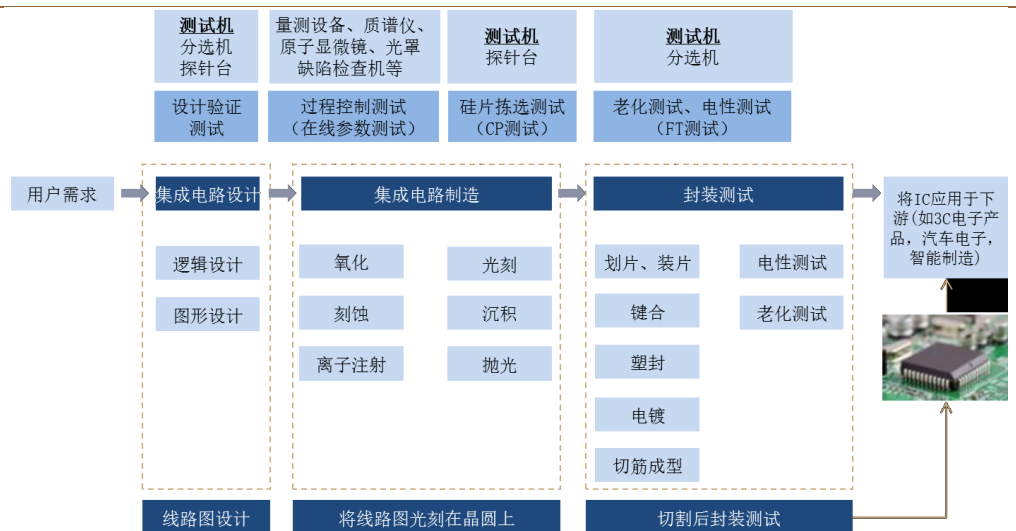 测试机
分选机
探针台
量测设备、质谱仪、
原子显微镜、光罩
缺陷检查机等
测试机
探针台
测试机
分选机
设计验证
测试
过程控制测试
（在线参数测试）
硅片拣选测试
（CP测试）
老化测试、电性测试
（FT测试）
用户需求
集成电路设计
集成电路制造
封装测试
将IC应用于下
游(如3C电子产
品，汽车电子，
智能制造)
逻辑设计
图形设计
氧化
光刻
刻蚀
沉积
离子注射
抛光
划片、装片
电性测试
键合
老化测试
塑封
电镀
切筋成型
线路图设计
将线路图光刻在晶圆上
切割后封装测试